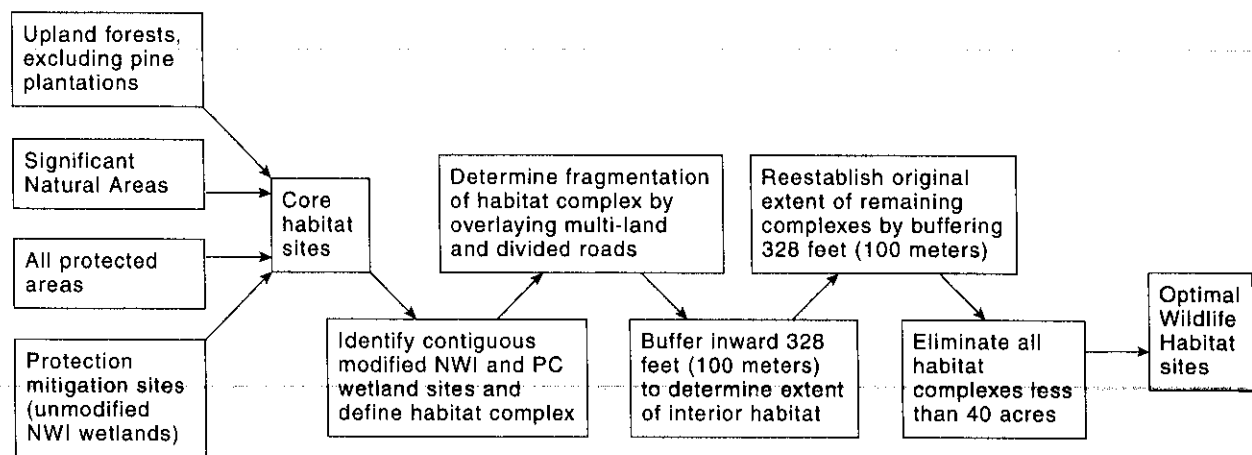 Upland forests,
excluding pine
plantations
Significant
Natural Areas
All protected
areas
Protection
mitigation sites
(unmodified
NWI wetlands)
Core
habitat
sites
Identify contiguous
modified NWI and PC
wetland sites and
define habitat complex
Determine fragmentation
of habitat complex by
overlaying multi-land
and divided roads
Buffer inward 328
feet (100 meters)
to determine extent
of interior habitat
Reestablish original
extent of remaining
complexes by buffering
328 feet (100 meters)
Eliminate all
habitat
complexes less
than 40 acres
Optimal
Wildlife
Habitat
sites